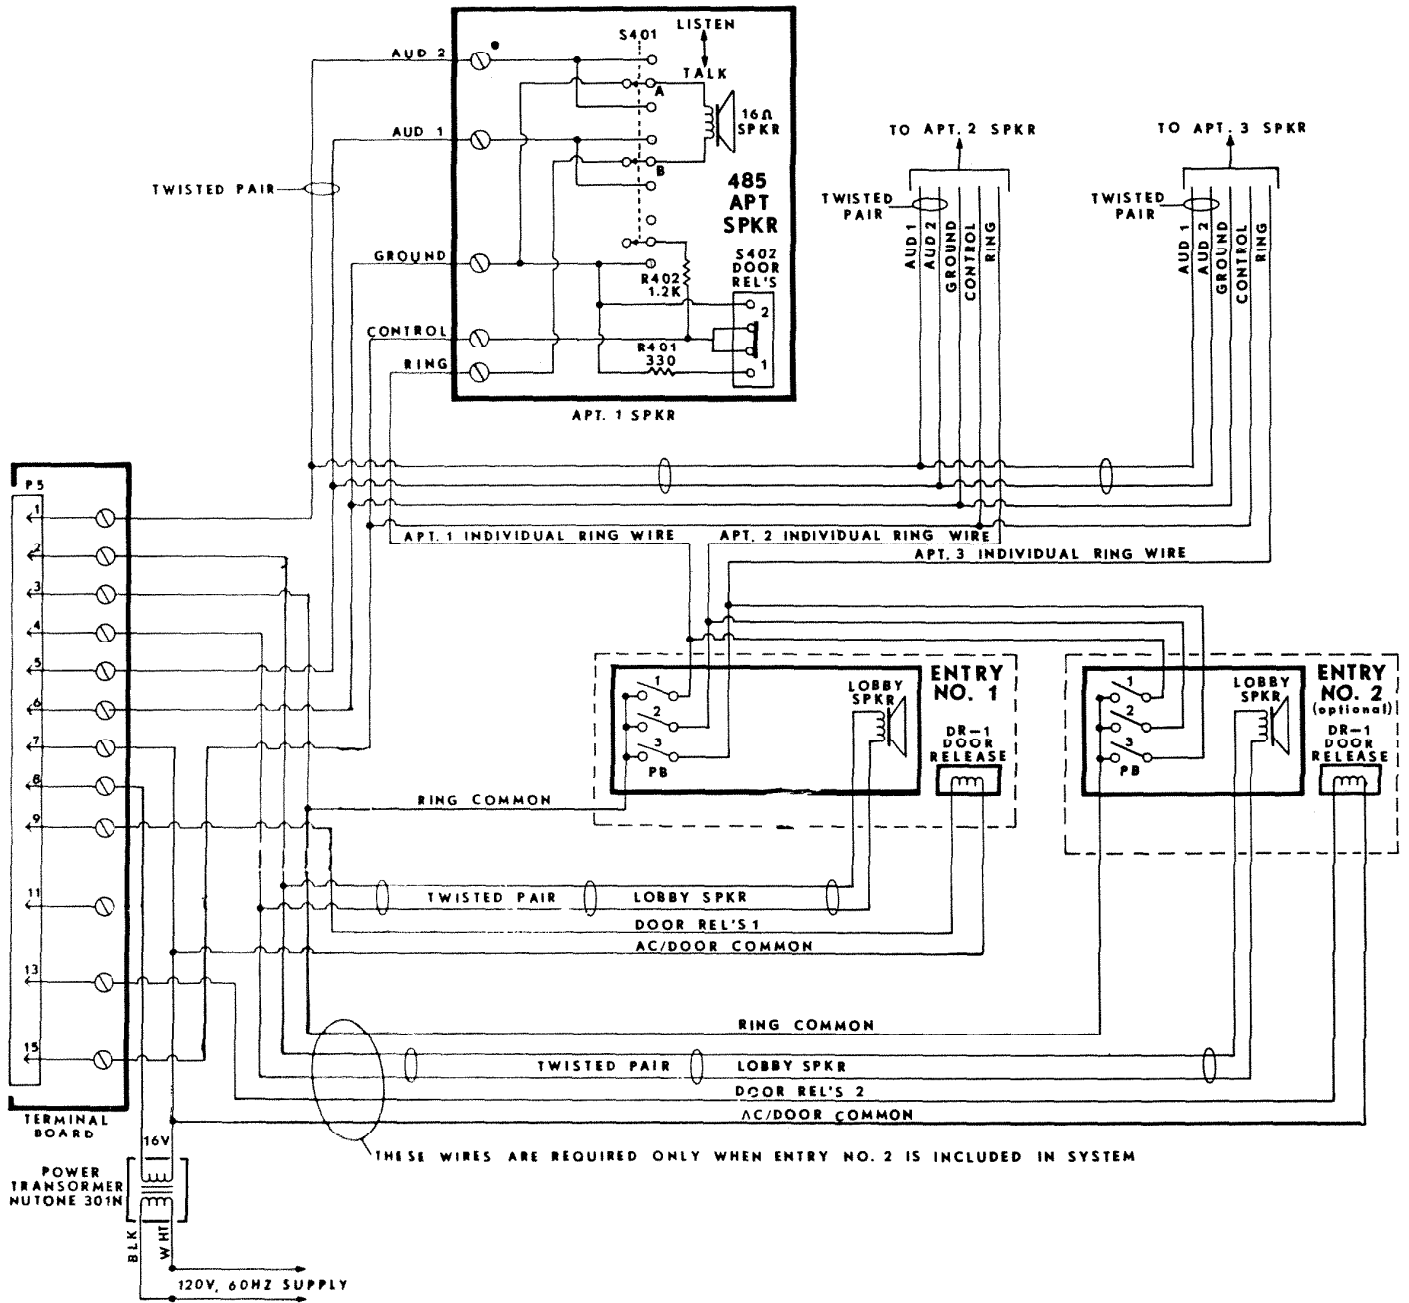 LISTEN
S401
AUD 2
TALK
A
16Ω
SPKR
AUD 1
B
TO APT. 2 SPKR
TO APT. 3 SPKR
TWISTED PAIR
485
APT
SPKR
TWISTED
PAIR
TWISTED
PAIR
AUD 1
AUD 2
GROUND
CONTROL
RING
AUD 1
AUD 2
GROUND
CONTROL
RING
GROUND
S402
DOOR
REL'S
R402
1.2K
2
CONTROL
R401
330
1
RING
APT. 1 SPKR
P5
1
2
3
4
5
6
7
8
9
11
13
15
APT. 1 INDIVIDUAL RING WIRE
APT. 2 INDIVIDUAL RING WIRE
APT. 3 INDIVIDUAL RING WIRE
1
2
3
PB
LOBBY
SPKR
ENTRY
NO. 1
DR-1
DOOR
RELEASE
1
2
3
PB
LOBBY
SPKR
ENTRY
NO. 2
(optional)
DR-1
DOOR
RELEASE
RING COMMON
TWISTED PAIR LOBBY SPKR
DOOR REL'S 1
AC/DOOR COMMON
RING COMMON
TWISTED PAIR LOBBY SPKR
DOOR REL'S 2
AC/DOOR COMMON
TERMINAL
BOARD
16V
THESE WIRES ARE REQUIRED ONLY WHEN ENTRY NO. 2 IS INCLUDED IN SYSTEM
POWER
TRANSORMER
NUTONE 301N
BLK
WHT
120V, 60HZ SUPPLY